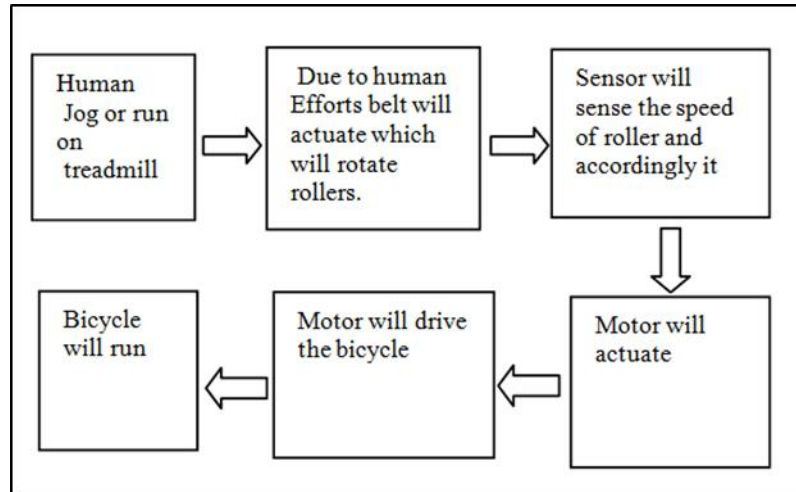 Human
Jog or run
on
treadmill
Due to human
Efforts belt will
actuate which
will rotate
rollers.
Sensor will
sense the speed
of roller and
accordingly it
Motor will
actuate
Motor will drive
the bicycle
Bicycle
will run